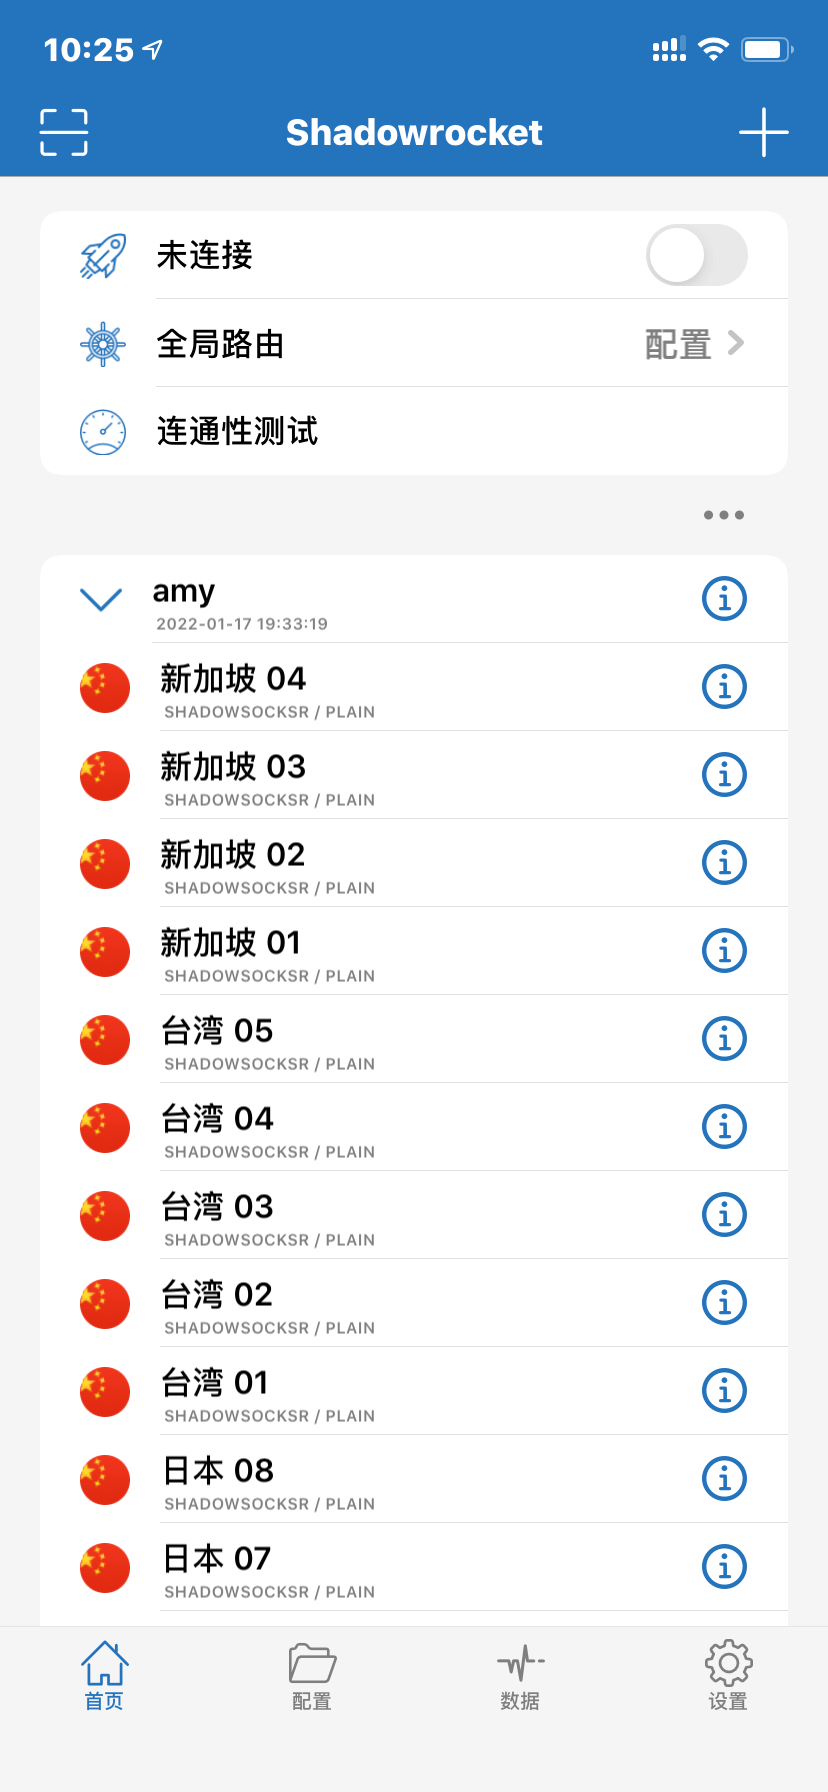 10:25
Shadowrocket
未连接
全局路由 配置
连通性测试
amy
2022-01-17 19:33:19
新加坡 04
SHADOWSOCKSR / PLAIN
新加坡 03
SHADOWSOCKSR / PLAIN
新加坡 02
SHADOWSOCKSR / PLAIN
新加坡 01
SHADOWSOCKSR / PLAIN
台湾 05
SHADOWSOCKSR / PLAIN
台湾 04
SHADOWSOCKSR / PLAIN
台湾 03
SHADOWSOCKSR / PLAIN
台湾 02
SHADOWSOCKSR / PLAIN
台湾 01
SHADOWSOCKSR / PLAIN
日本 08
SHADOWSOCKSR / PLAIN
日本 07
SHADOWSOCKSR / PLAIN
首页 配置 数据 设置